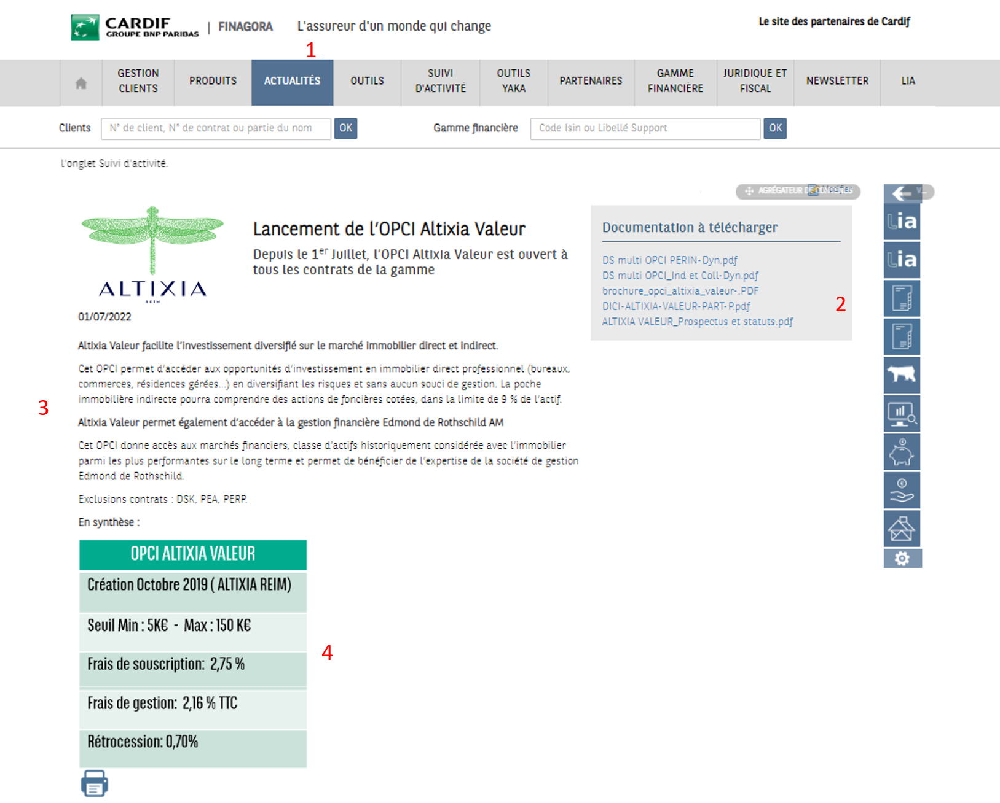 CARDIF
GROUPE BNP PARIBAS
FINAGORA
L'assureur d'un monde qui change
Le site des partenaires de Cardif
1
GESTION CLIENTS
PRODUITS
ACTUALITÉS
OUTILS
SUIVI D'ACTIVITÉ
OUTILS YAKA
PARTENAIRES
GAMME FINANCIÈRE
JURIDIQUE ET FISCAL
NEWSLETTER
LIA
Clients
N° de client, N° de contrat ou partie du nom
OK
Gamme financière
Code Isin ou Libellé Support
OK
l'onglet Suivi d'activité.
AGRÉGATEUR
Modifier
V...
Lia
Lia
ALTIXIA
REIM
Lancement de l'OPCI Altixia Valeur
Depuis le 1er Juillet, l'OPCI Altixia Valeur est ouvert à
tous les contrats de la gamme
Documentation à télécharger
DS multi OPCI PERIN-Dyn.pdf
DS multi OPCI_Ind et Coll-Dyn.pdf
brochure_opci_altixia_valeur-.PDF
DICI-ALTIXIA-VALEUR-PART-P.pdf
ALTIXIA VALEUR_Prospectus et statuts.pdf
2
01/07/2022
Altixia Valeur facilite l'investissement diversifié sur le marché immobilier direct et indirect.
Cet OPCI permet d'accéder aux opportunités d'investissement en immobilier direct professionnel (bureaux,
commerces, résidences gérées...) en diversifiant les risques et sans aucun souci de gestion. La poche
immobilière indirecte pourra comprendre des actions de foncières cotées, dans la limite de 9 % de l'actif.
3
Altixia Valeur permet également d'accéder à la gestion financière Edmond de Rothschild AM
Cet OPCI donne accès aux marchés financiers, classe d'actifs historiquement considérée avec l'immobilier
parmi les plus performantes sur le long terme et permet de bénéficier de l'expertise de la société de gestion
Edmond de Rothschild.
Exclusions contrats : DSK, PEA, PERP.
En synthèse :
OPCI ALTIXIA VALEUR
Création Octobre 2019 ( ALTIXIA REIM)
Seuil Min : 5K€ - Max : 150 K€
Frais de souscription: 2,75 %
4
Frais de gestion: 2,16 % TTC
Rétrocession: 0,70%